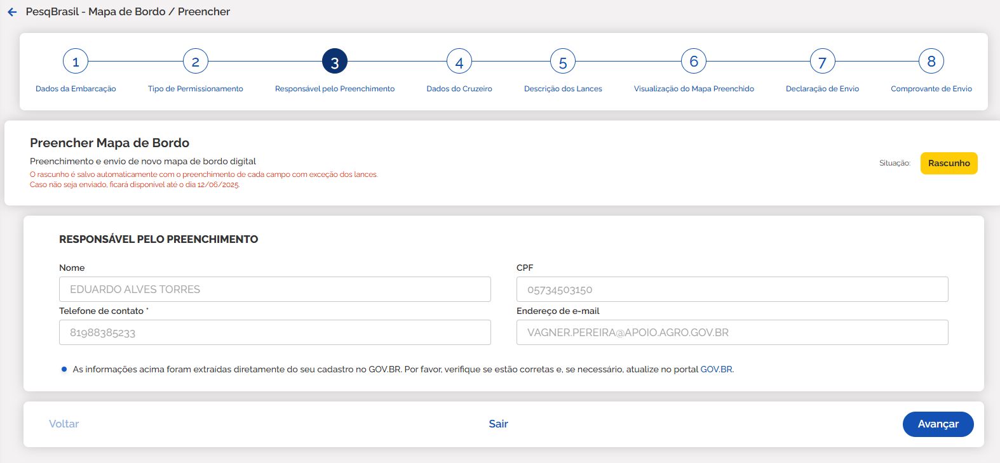 PesqBrasil - Mapa de Bordo / Preencher
1 2 3 4 5 6 7 8
Dados da Embarcação Tipo de Permissionamento Responsável pelo Preenchimento Dados do Cruzeiro Descrição dos Lances Visualização do Mapa Preenchido Declaração de Envio Comprovante de Envio
Preencher Mapa de Bordo
Preenchimento e envio de novo mapa de bordo digital
Situação: Rascunho
O rascunho é salvo automaticamente com o preenchimento de cada campo com exceção dos lances.
Caso não seja enviado, ficará disponível até o dia 12/06/2025.
RESPONSÁVEL PELO PREENCHIMENTO
Nome CPF
EDUARDO ALVES TORRES 05734503150
Telefone de contato * Endereço de e-mail
81988385233 VAGNER.PEREIRA@APOIO.AGRO.GOV.BR
As informações acima foram extraídas diretamente do seu cadastro no GOV.BR. Por favor, verifique se estão corretas e, se necessário, atualize no portal GOV.BR.
Voltar Sair Avançar